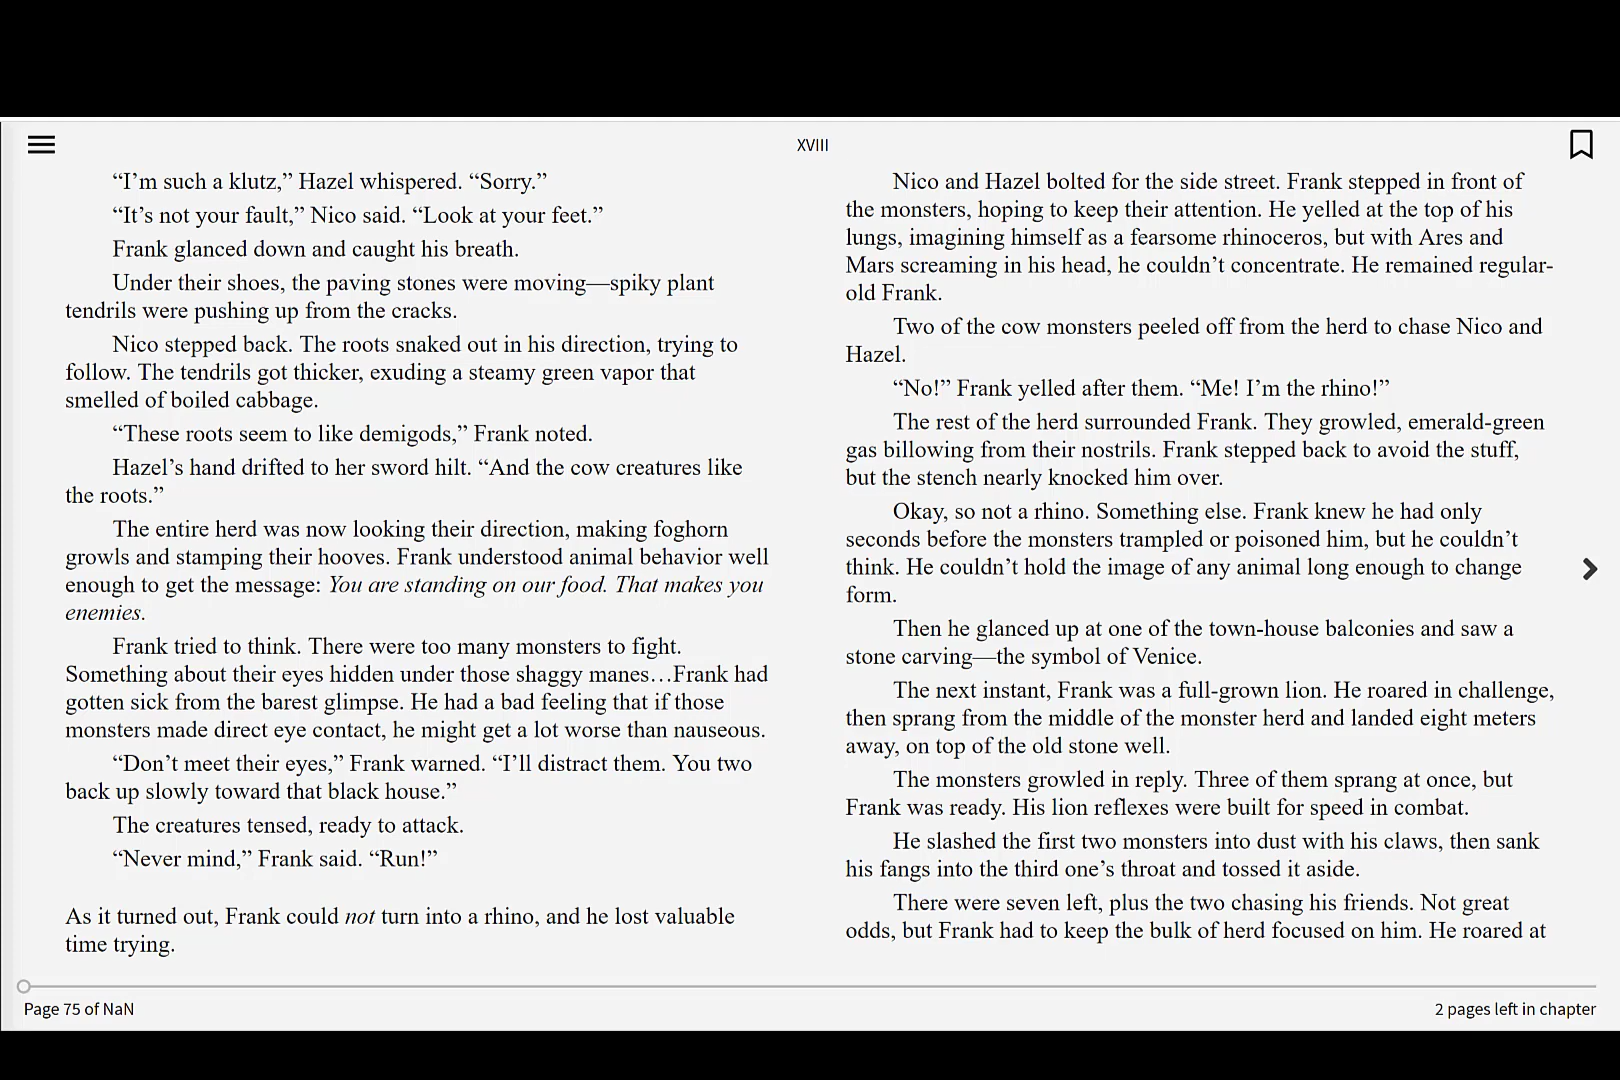 XVIII
“I’m such a klutz,” Hazel whispered. “Sorry.”
“It’s not your fault,” Nico said. “Look at your feet.”
Frank glanced down and caught his breath.
Under their shoes, the paving stones were moving—spiky plant
tendrils were pushing up from the cracks.
Nico stepped back. The roots snaked out in his direction, trying to
follow. The tendrils got thicker, exuding a steamy green vapor that
smelled of boiled cabbage.
“These roots seem to like demigods,” Frank noted.
Hazel’s hand drifted to her sword hilt. “And the cow creatures like
the roots.”
The entire herd was now looking their direction, making foghorn
growls and stamping their hooves. Frank understood animal behavior well
enough to get the message: You are standing on our food. That makes you
enemies.
Frank tried to think. There were too many monsters to fight.
Something about their eyes hidden under those shaggy manes…Frank had
gotten sick from the barest glimpse. He had a bad feeling that if those
monsters made direct eye contact, he might get a lot worse than nauseous.
“Don’t meet their eyes,” Frank warned. “I’ll distract them. You two
back up slowly toward that black house.”
The creatures tensed, ready to attack.
“Never mind,” Frank said. “Run!”
As it turned out, Frank could not turn into a rhino, and he lost valuable
time trying.
Nico and Hazel bolted for the side street. Frank stepped in front of
the monsters, hoping to keep their attention. He yelled at the top of his
lungs, imagining himself as a fearsome rhinoceros, but with Ares and
Mars screaming in his head, he couldn’t concentrate. He remained regular-
old Frank.
Two of the cow monsters peeled off from the herd to chase Nico and
Hazel.
“No!” Frank yelled after them. “Me! I’m the rhino!”
The rest of the herd surrounded Frank. They growled, emerald-green
gas billowing from their nostrils. Frank stepped back to avoid the stuff,
but the stench nearly knocked him over.
Okay, so not a rhino. Something else. Frank knew he had only
seconds before the monsters trampled or poisoned him, but he couldn’t
think. He couldn’t hold the image of any animal long enough to change
form.
Then he glanced up at one of the town-house balconies and saw a
stone carving—the symbol of Venice.
The next instant, Frank was a full-grown lion. He roared in challenge,
then sprang from the middle of the monster herd and landed eight meters
away, on top of the old stone well.
The monsters growled in reply. Three of them sprang at once, but
Frank was ready. His lion reflexes were built for speed in combat.
He slashed the first two monsters into dust with his claws, then sank
his fangs into the third one’s throat and tossed it aside.
There were seven left, plus the two chasing his friends. Not great
odds, but Frank had to keep the bulk of herd focused on him. He roared at
Page 75 of NaN
2 pages left in chapter